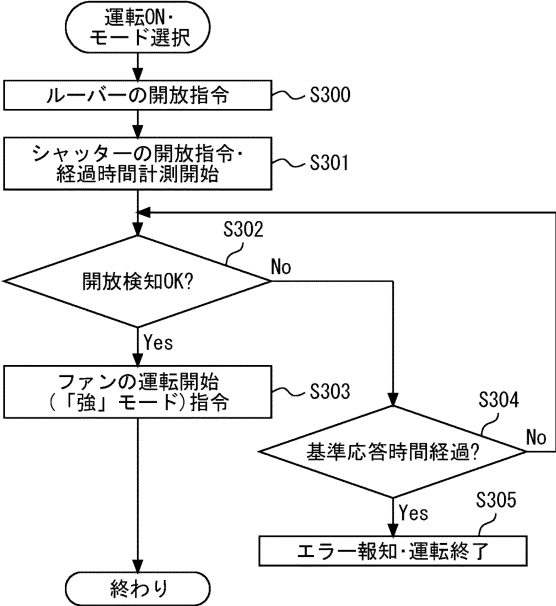 運転ON・
モード選択
ルーバーの開放指令
S300
シャッターの開放指令・
経過時間計測開始
S301
S302
開放検知OK?
No
Yes
ファンの運転開始
(「強」モード)指令
S303
S304
基準応答時間経過?
No
Yes
S305
エラー報知・運転終了
終わり